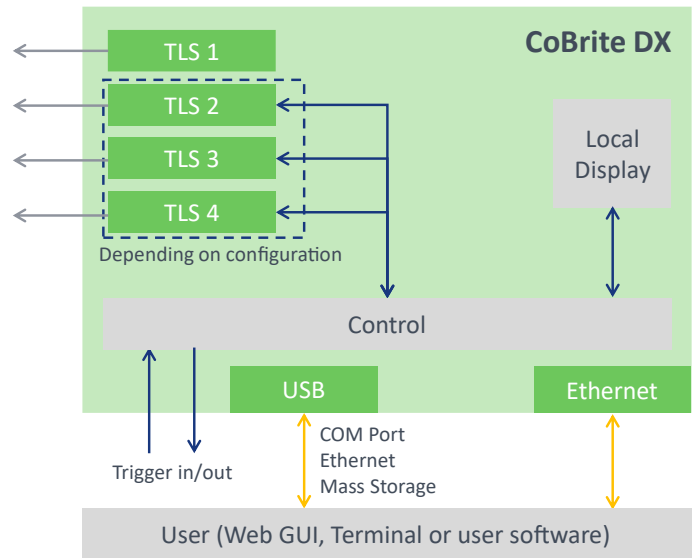 CoBrite DX
TLS 1
TLS 2
TLS 3
TLS 4
Depending on configuration
Local
Display
Control
USB
Ethernet
COM Port
Ethernet
Mass Storage
Trigger in/out
User (Web GUI, Terminal or user software)